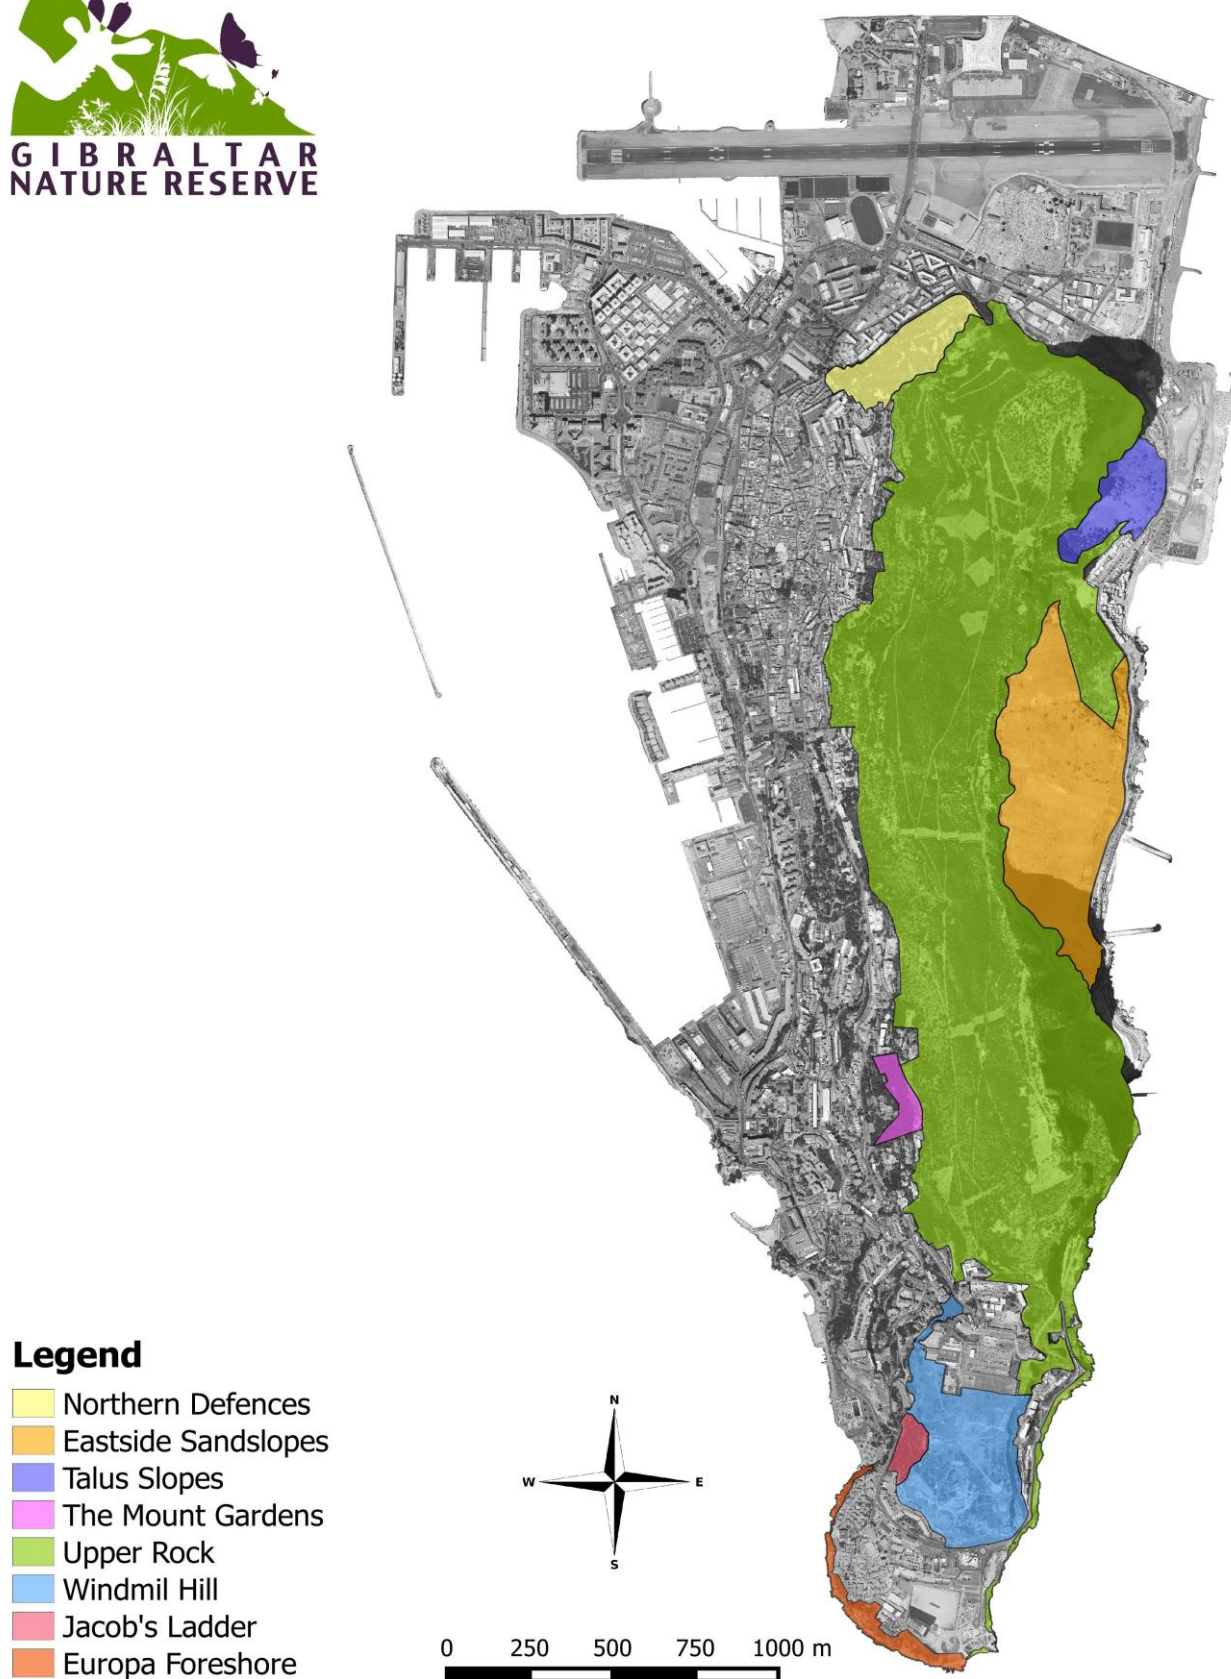 GIBRALTAR
NATURE RESERVE
Legend
Northern Defences
Eastside Sandslopes
Talus Slopes
The Mount Gardens
Upper Rock
Windmil Hill
Jacob's Ladder
Europa Foreshore
N
W E
S
0 250 500 750 1000 m